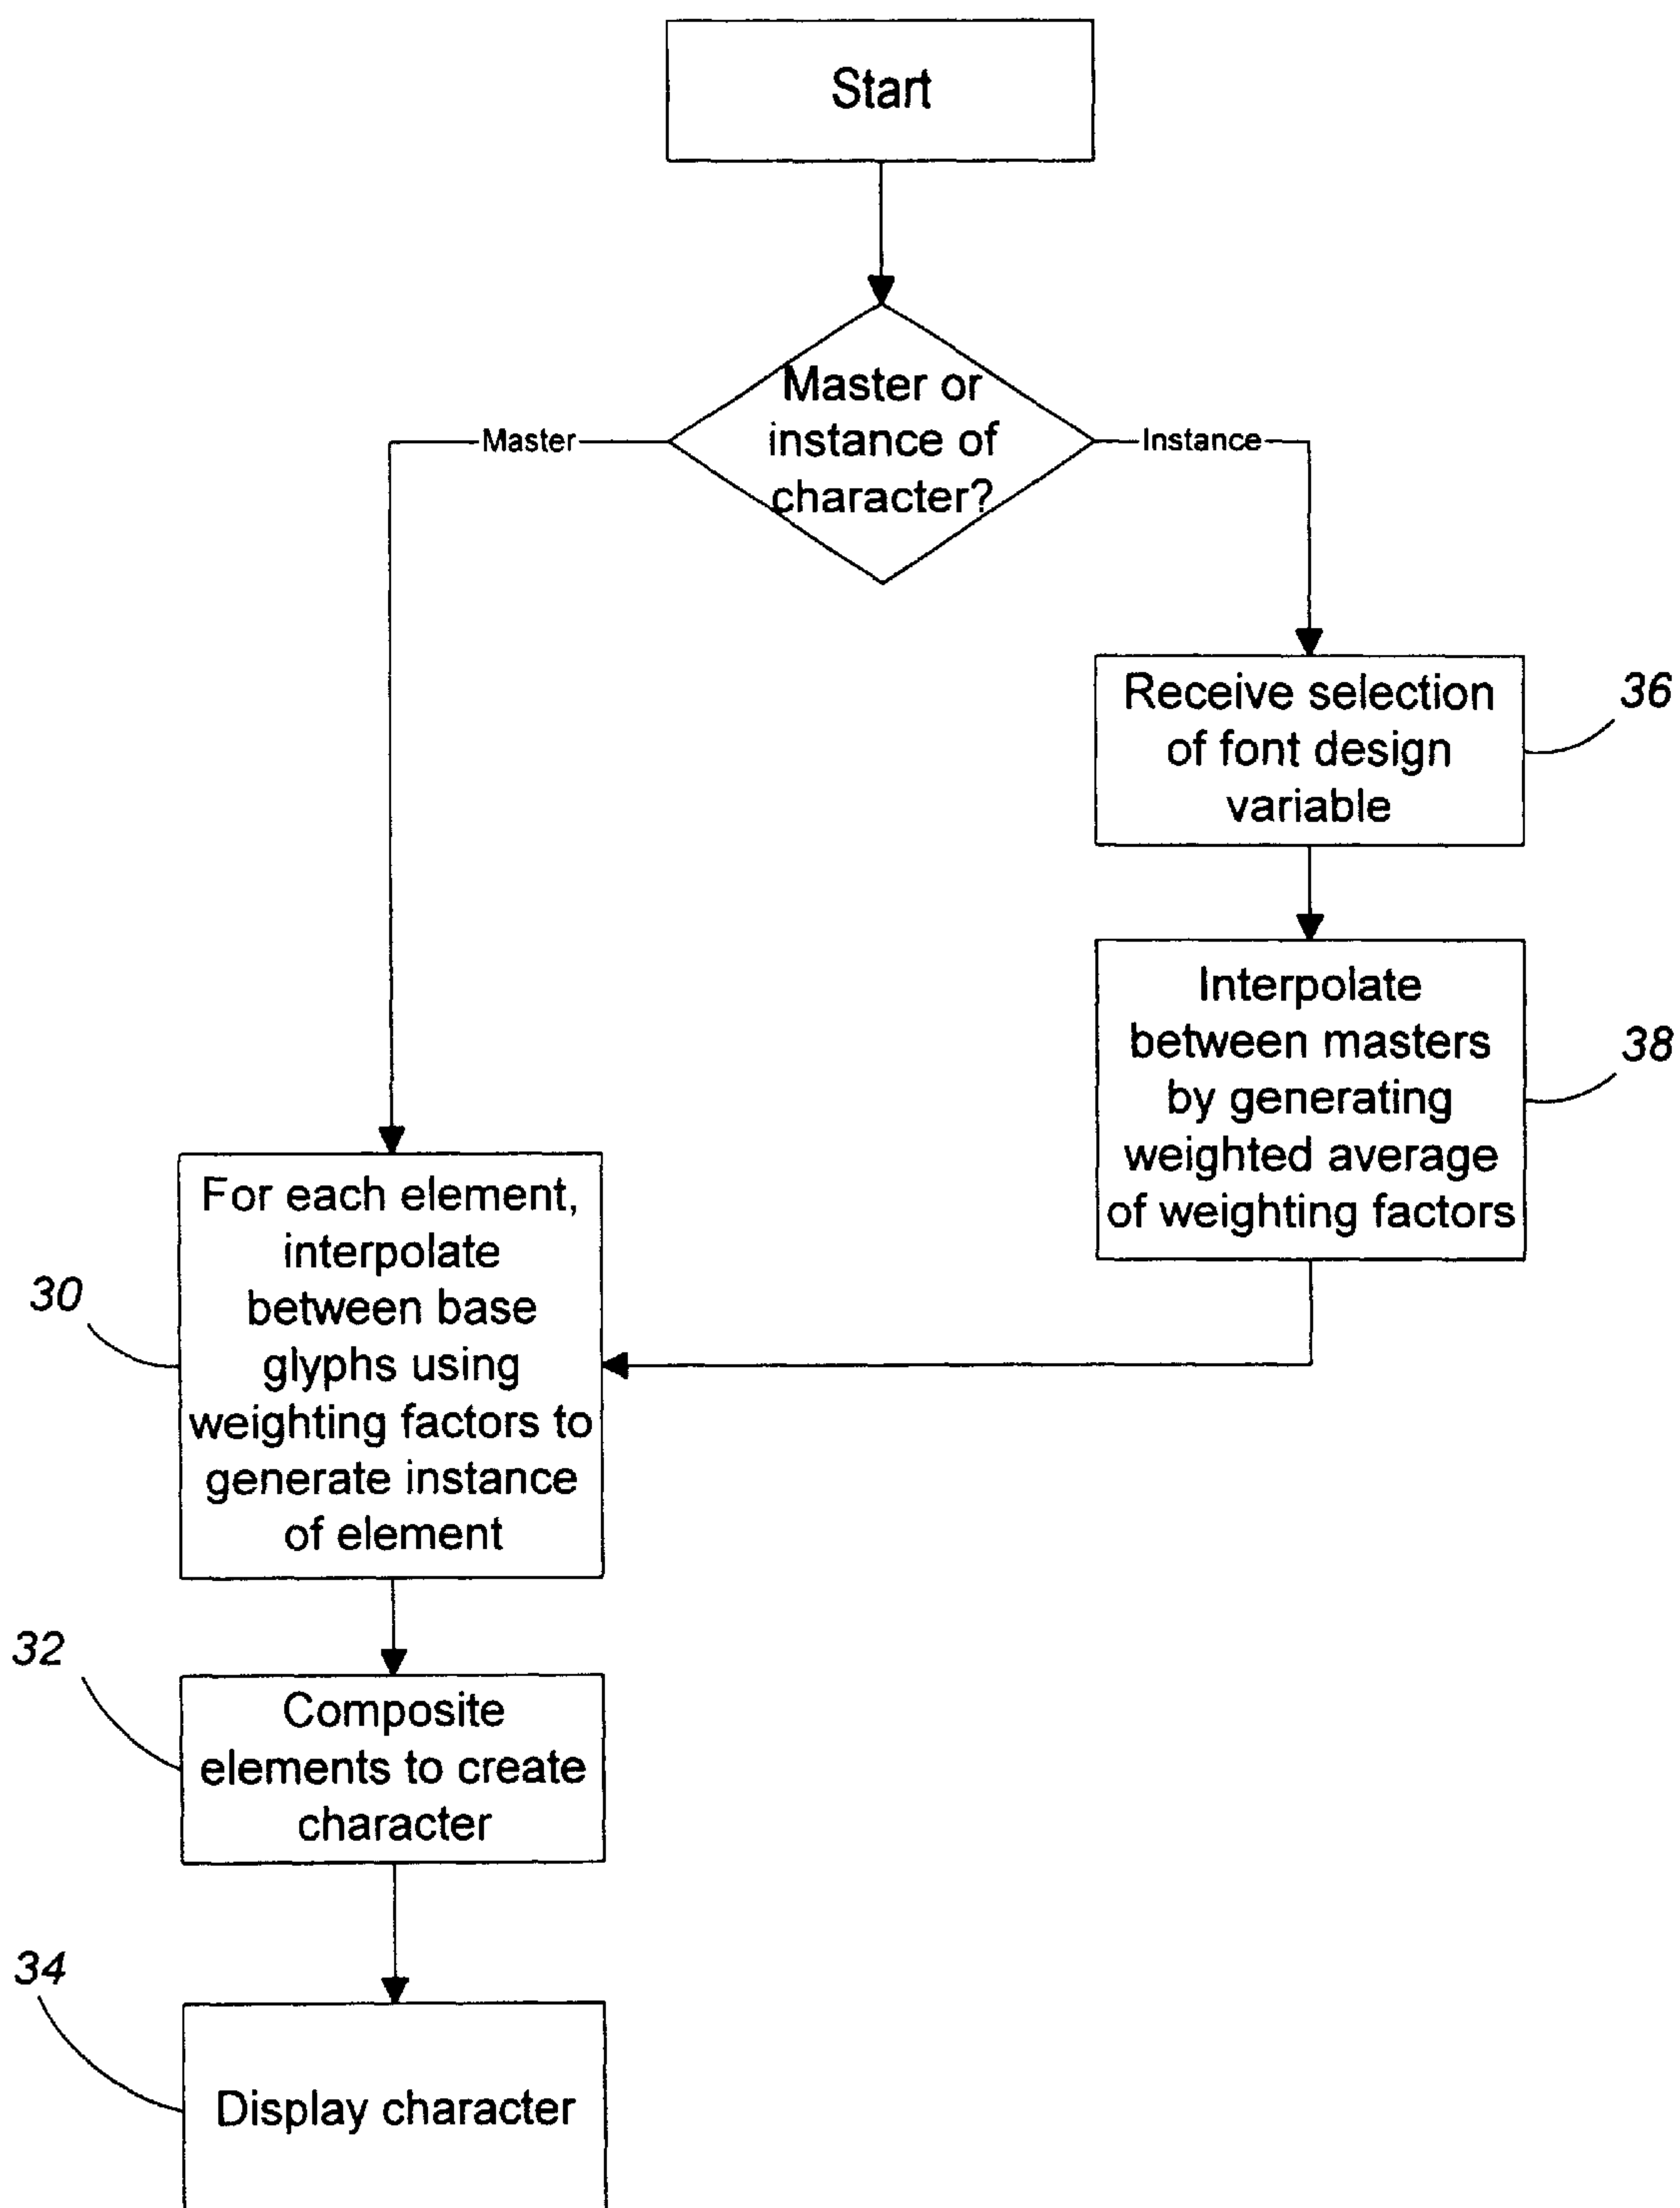 Start
Master or
instance of
character?
Master
Instance
Receive selection
of font design
variable
36
Interpolate
between masters
by generating
weighted average
of weighting factors
38
For each element,
interpolate
between base
glyphs using
weighting factors to
generate instance
of element
30
Composite
elements to create
character
32
Display character
34